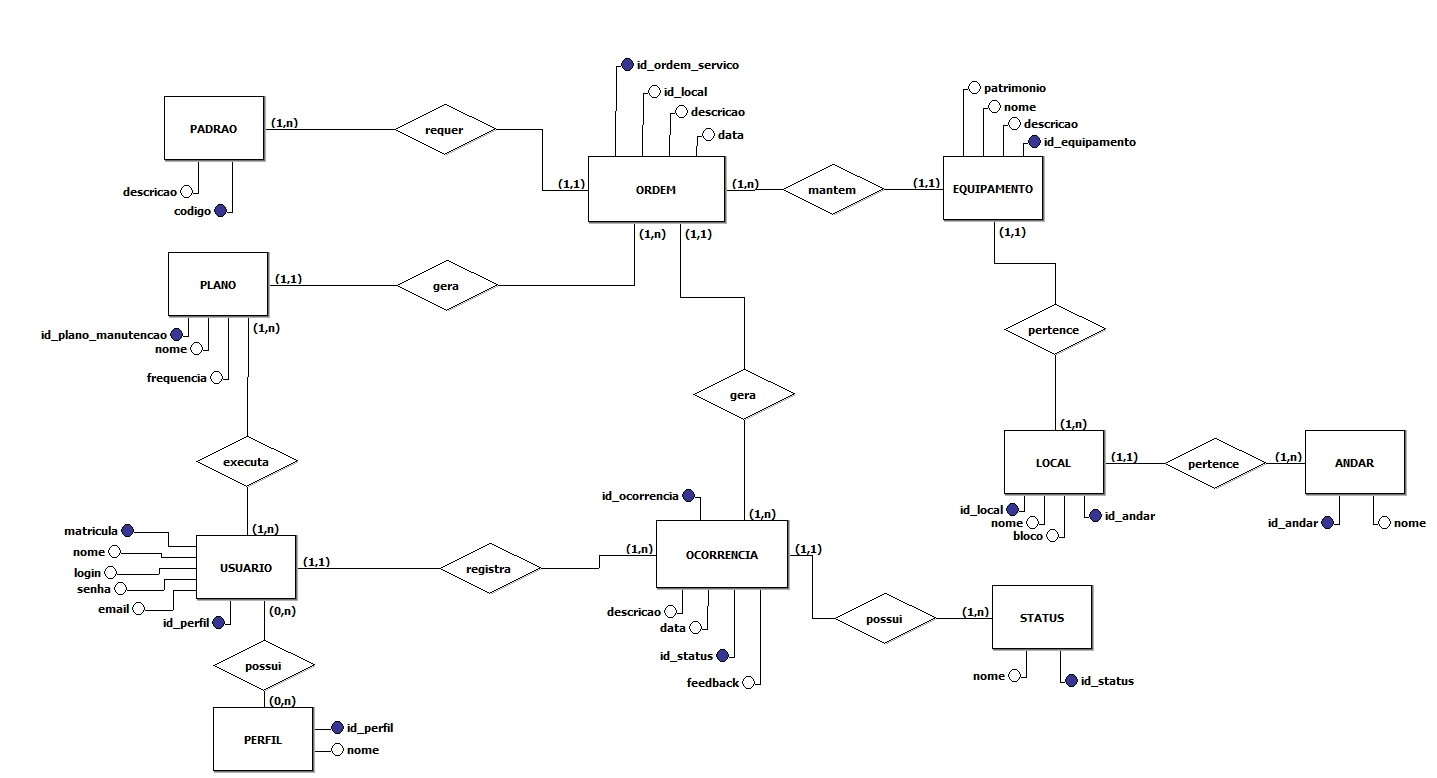 id_ordem_servico
id_local
descricao
data
patrimonio
nome
descricao
id_equipamento
PADRAO
(1,n)
requer
(1,1)
ORDEM
(1,n)
mantem
(1,1)
EQUIPAMENTO
descricao
codigo
(1,n)
(1,1)
(1,1)
PLANO
(1,1)
gera
id_plano_manutencao
nome
frequencia
(1,n)
pertence
gera
(1,n)
executa
LOCAL
(1,1)
pertence
(1,n)
ANDAR
id_local
nome
bloco
id_andar
id_andar
nome
id_ocorrencia
(1,n)
matricula
nome
login
senha
email
id_perfil
(1,n)
USUARIO
(1,1)
registra
(1,n)
OCORRENCIA
(1,1)
(0,n)
descricao
data
id_status
feedback
possui
(1,n)
STATUS
nome
id_status
possui
(0,n)
PERFIL
id_perfil
nome